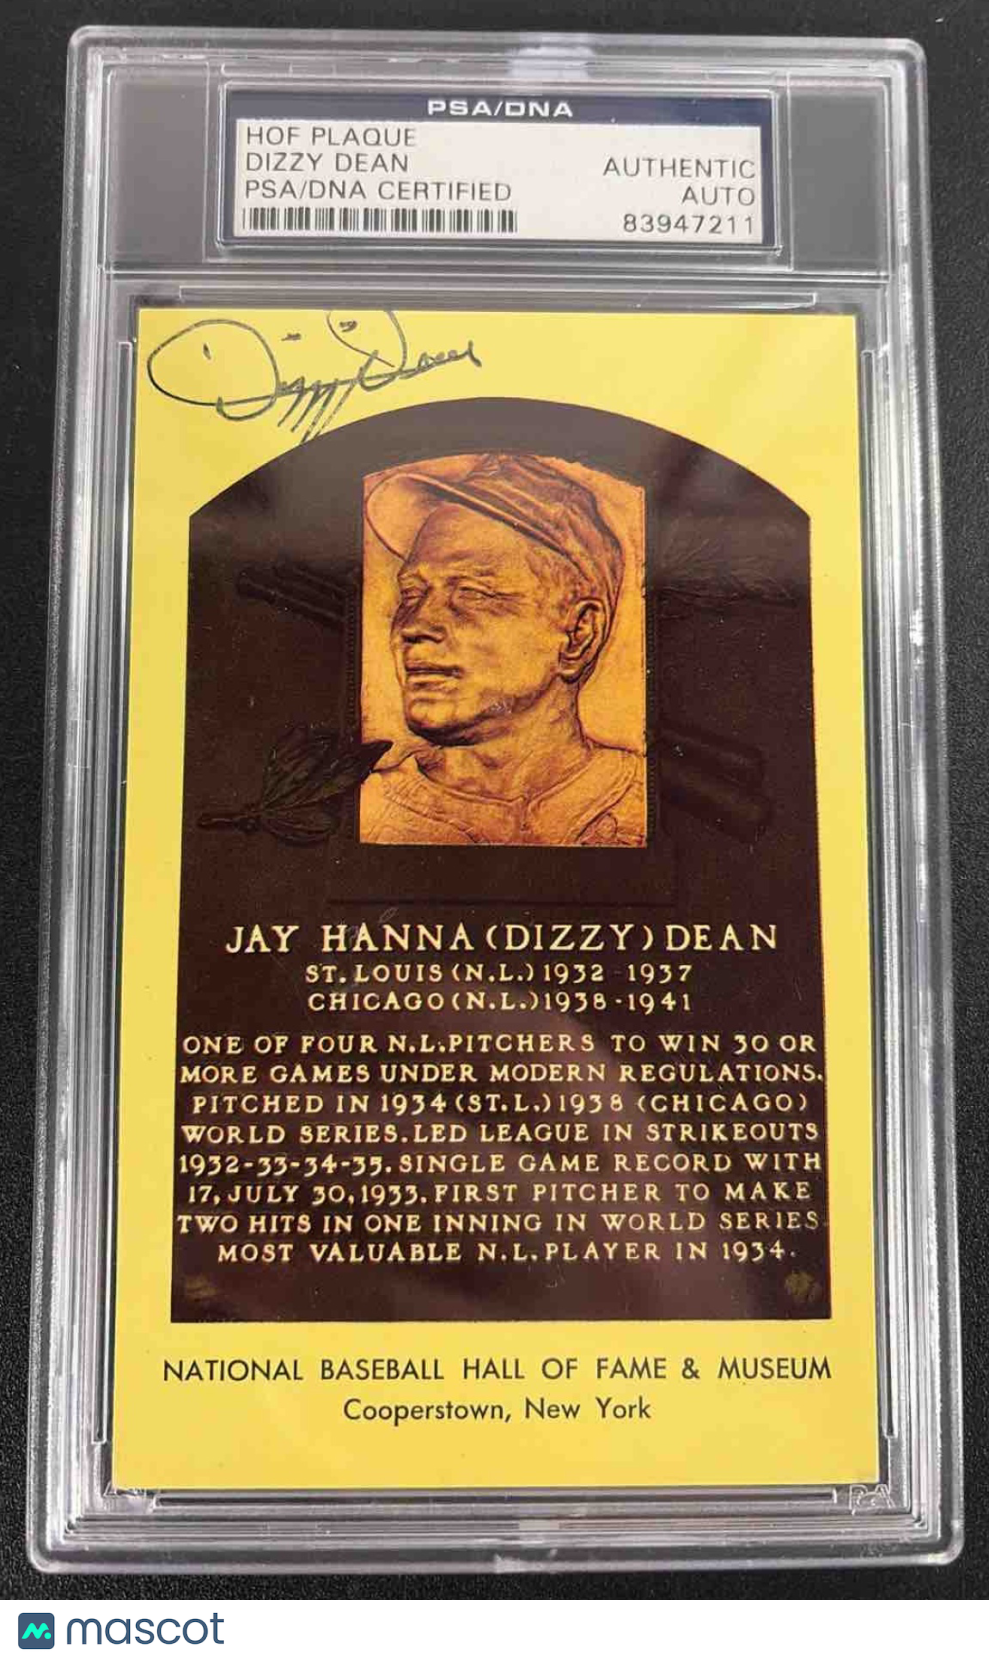 PSA/DNA
HOF PLAQUE
DIZZY DEAN
PSA/DNA CERTIFIED
AUTHENTIC
AUTO
83947211
Dizzy Dean
JAY HANNA (DIZZY) DEAN
ST. LOUIS (N.L.) 1932 - 1937
CHICAGO (N.L.) 1938 - 1941
ONE OF FOUR N.L. PITCHERS TO WIN 30 OR
MORE GAMES UNDER MODERN REGULATIONS.
PITCHED IN 1934 (ST. L.) 1938 (CHICAGO)
WORLD SERIES. LED LEAGUE IN STRIKEOUTS
1932-33-34-35. SINGLE GAME RECORD WITH
17, JULY 30, 1933. FIRST PITCHER TO MAKE
TWO HITS IN ONE INNING IN WORLD SERIES.
MOST VALUABLE N.L. PLAYER IN 1934.
NATIONAL BASEBALL HALL OF FAME & MUSEUM
Cooperstown, New York
PSA
mascot